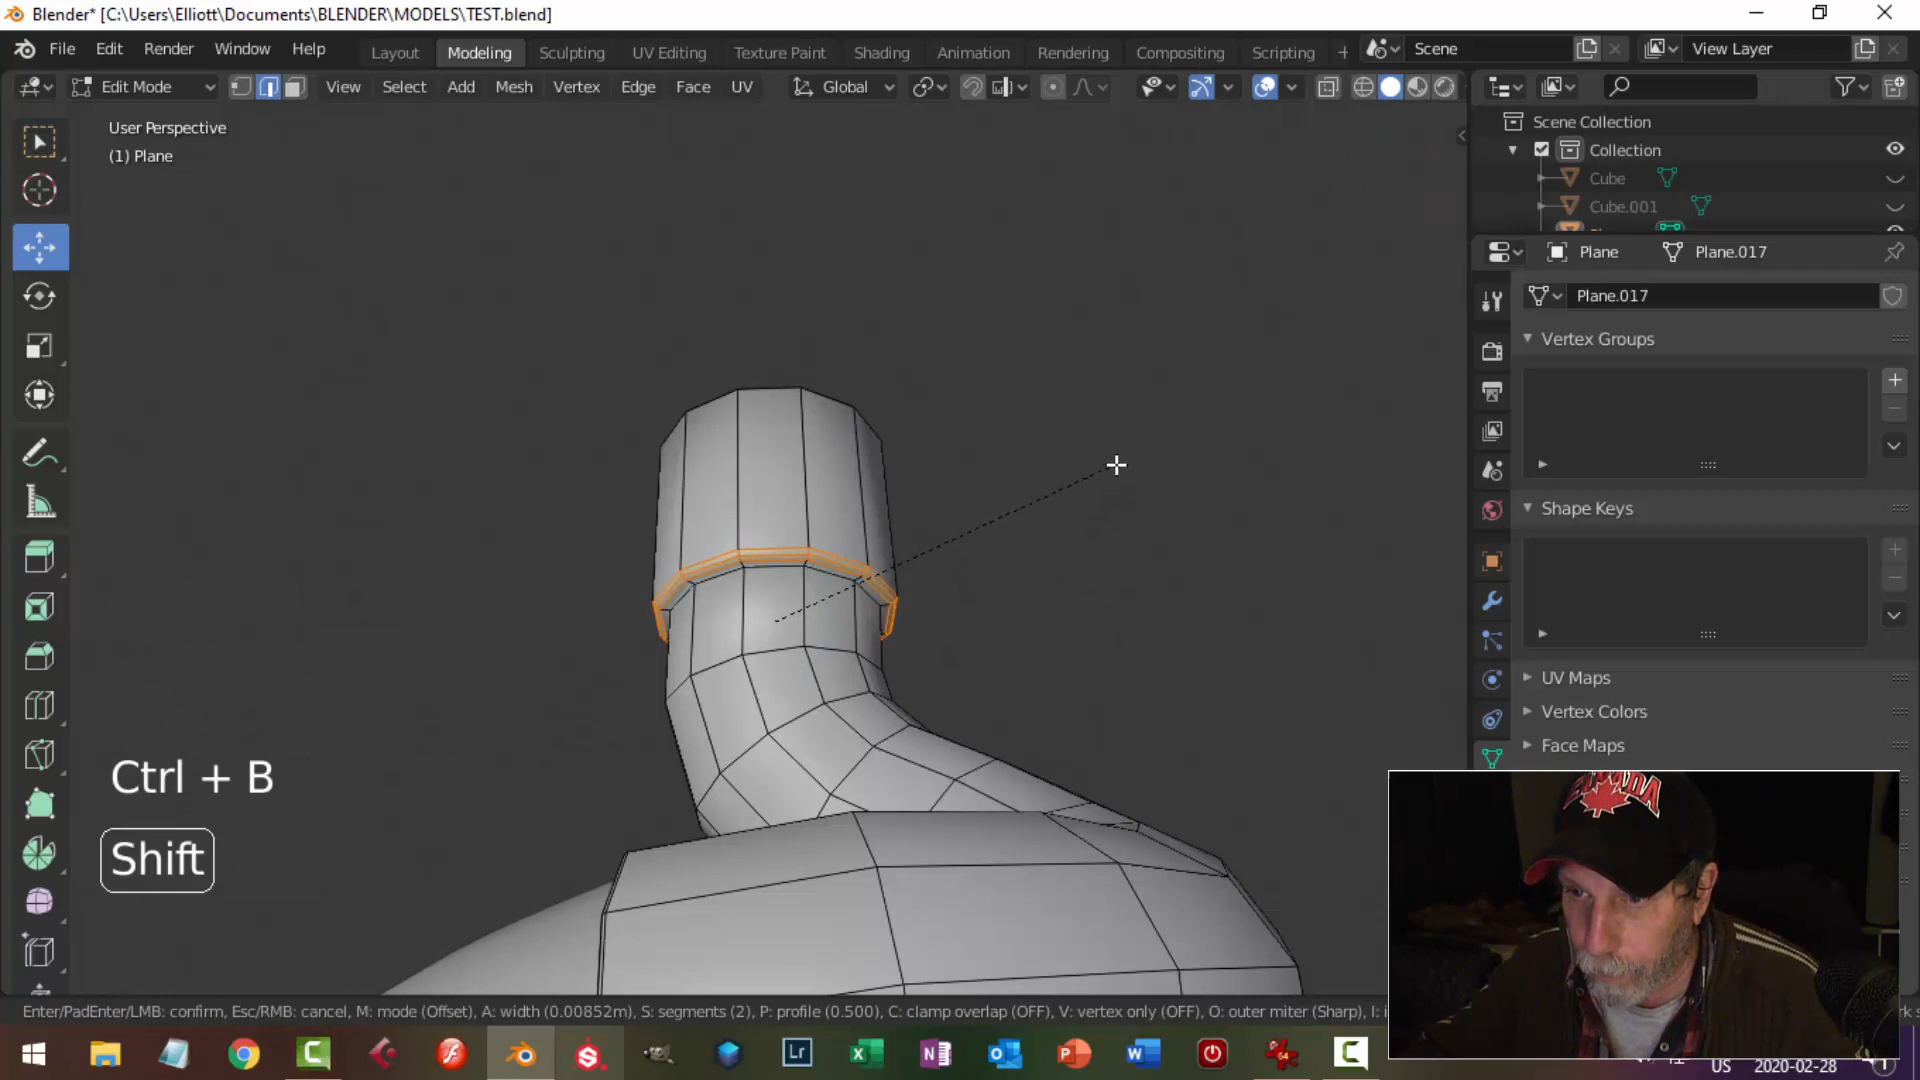 Blender* [C:\Users\Elliott\Documents\BLENDER\MODELS\TEST.blend]
File Edit Render Window Help
Layout Modeling Sculpting UV Editing Texture Paint Shading Animation Rendering Compositing Scripting +
Scene
View Layer
Edit Mode
View Select Add Mesh Vertex Edge Face UV
Global
User Perspective
(1) Plane
Scene Collection
Collection
Cube
Cube.001
Plane Plane.017
Plane.017
Vertex Groups
Shape Keys
UV Maps
Vertex Colors
Face Maps
Ctrl + B
Shift
CANADA
Enter/PadEnter/LMB: confirm, Esc/RMB: cancel, M: mode (Offset), A: width (0.00852m), S: segments (2), P: profile (0.500), C: clamp overlap (OFF), V: vertex only (OFF), O: outer miter (Sharp), I: i
Lr
US 2020-02-28